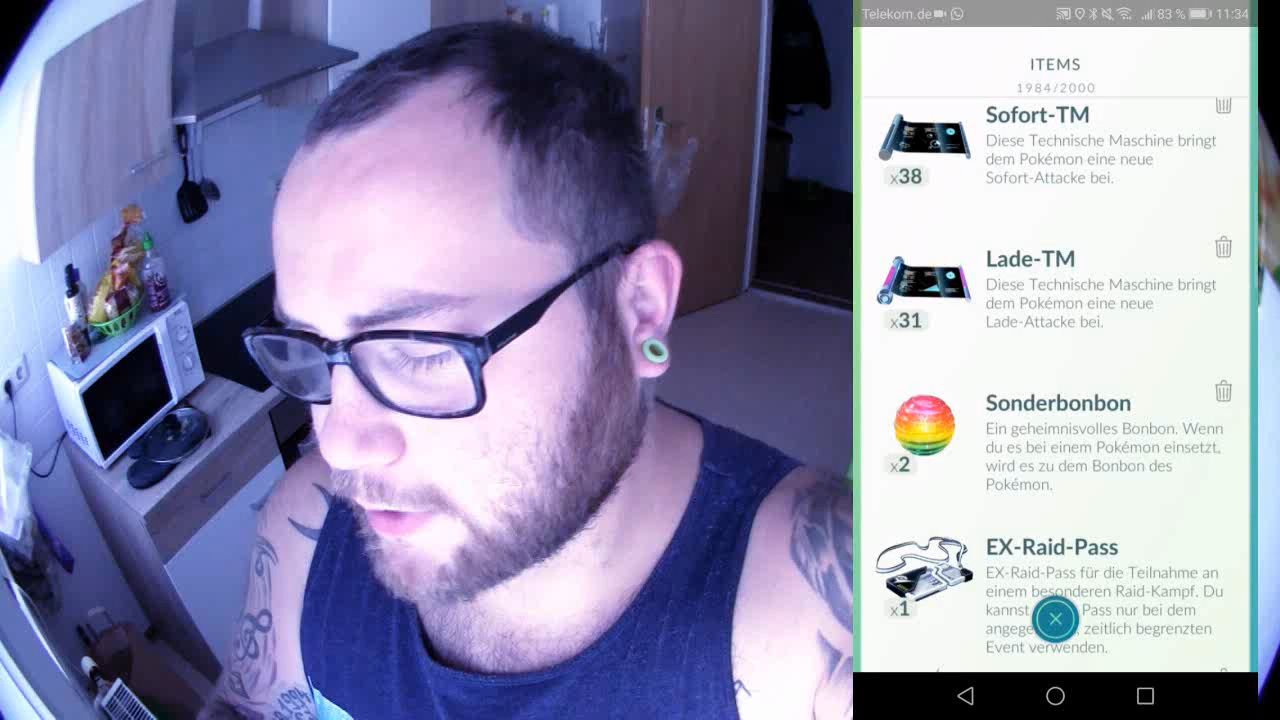 Telekom.de
83 %
11:34
ITEMS
1984/2000
Sofort-TM
Diese Technische Maschine bringt
dem Pokémon eine neue
Sofort-Attacke bei.
x38
Lade-TM
Diese Technische Maschine bringt
dem Pokémon eine neue
Lade-Attacke bei.
x31
Sonderbonbon
Ein geheimnisvolles Bonbon. Wenn
du es bei einem Pokémon einsetzt,
wird es zu dem Bonbon des
Pokémon.
x2
EX-Raid-Pass
EX-Raid-Pass für die Teilnahme an
einem besonderen Raid-Kampf. Du
kannst Pass nur bei dem
zeitlich begrenzten
Event verwenden.
x1